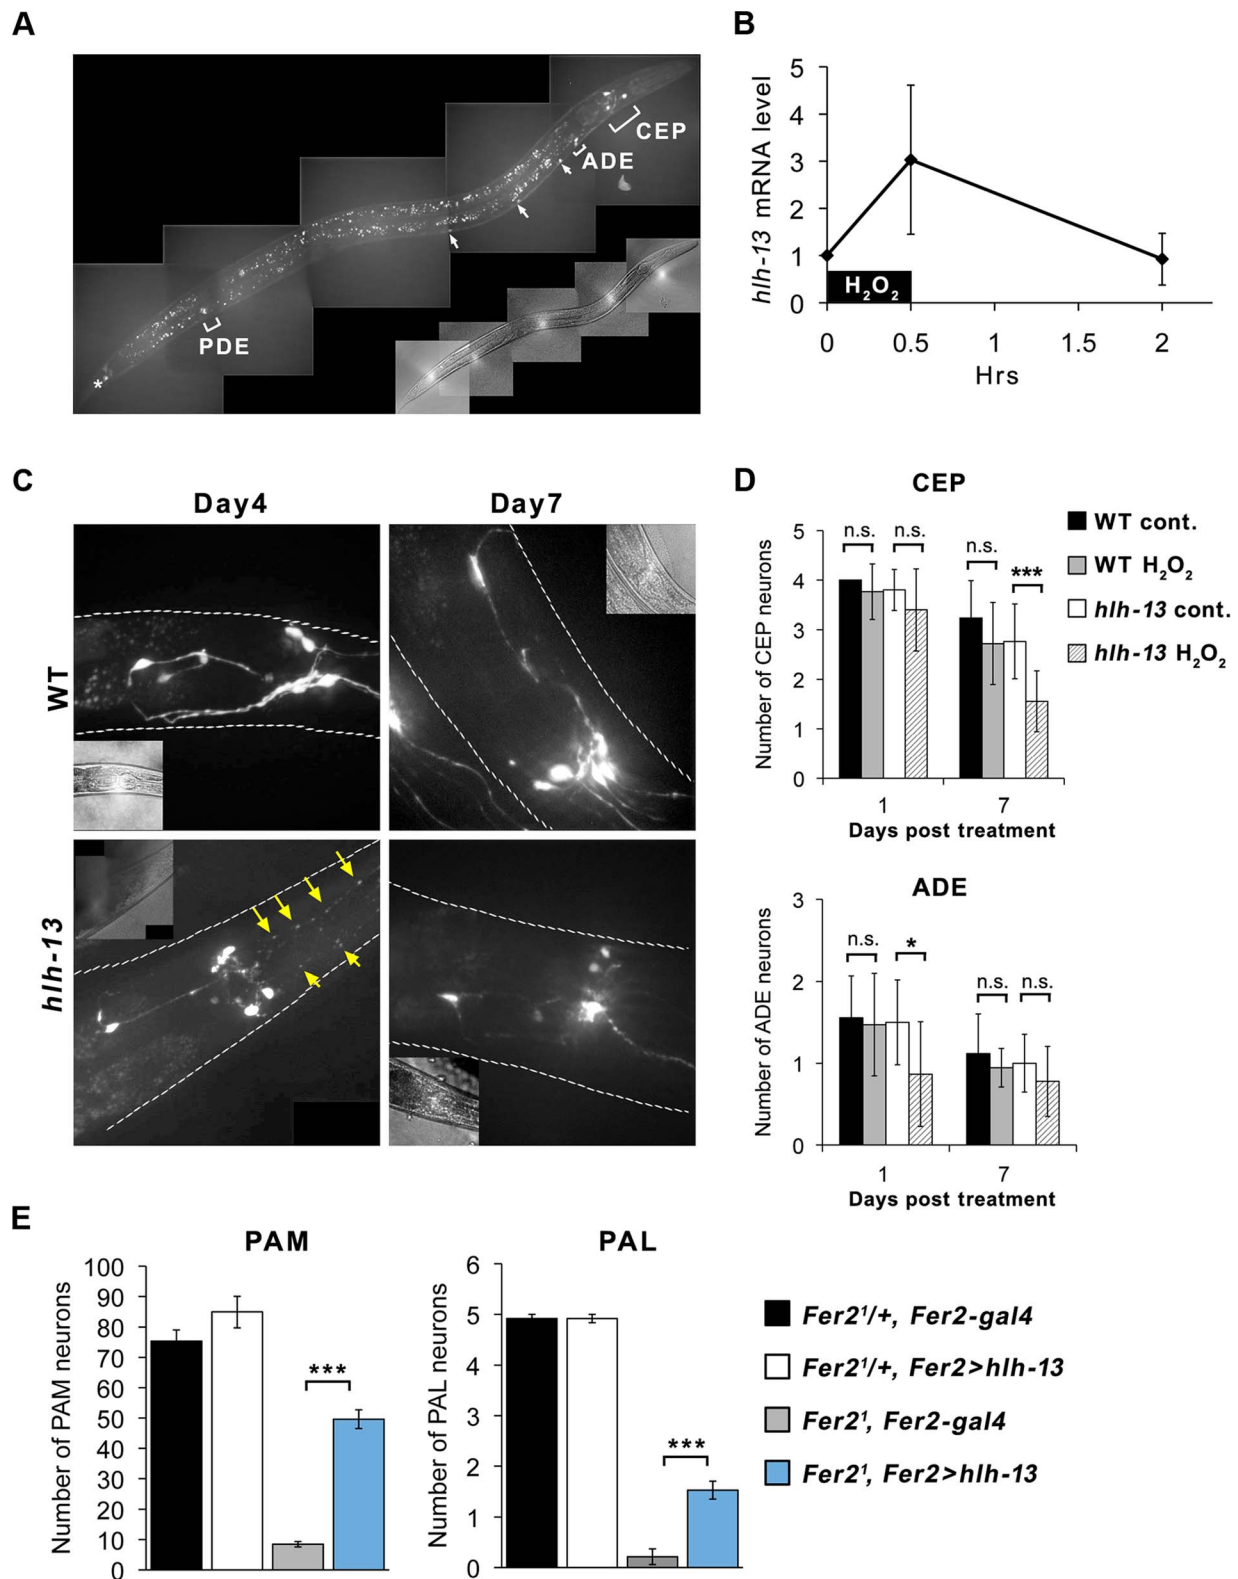 A
CEP
ADE
PDE
*
B
hlh-13 mRNA level
5
4
3
2
1
0
H₂O₂
0 0.5 1 1.5 2
Hrs
C
Day4 Day7
WT
hlh-13
D
CEP
Number of CEP neurons
5
4
3
2
1
0
n.s. n.s. n.s. ***
1 7
Days post treatment
WT cont.
WT H₂O₂
hlh-13 cont.
hlh-13 H₂O₂
ADE
Number of ADE neurons
3
2
1
0
n.s. * n.s. n.s.
1 7
Days post treatment
E
PAM
Number of PAM neurons
100
90
80
70
60
50
40
30
20
10
0
***
PAL
Number of PAL neurons
6
5
4
3
2
1
0
***
Fer2¹/+, Fer2-gal4
Fer2¹/+, Fer2>hlh-13
Fer2¹, Fer2-gal4
Fer2¹, Fer2>hlh-13